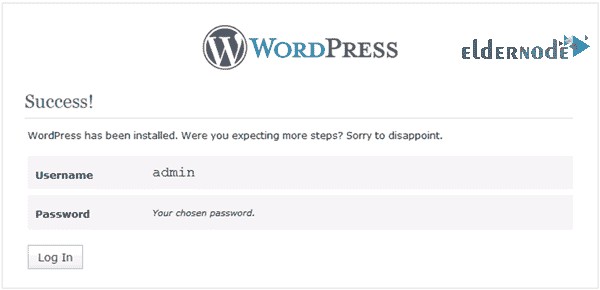 WORDPRESS
ELDERNODE
Success!
WordPress has been installed. Were you expecting more steps? Sorry to disappoint.
Username admin
Password Your chosen password.
Log In